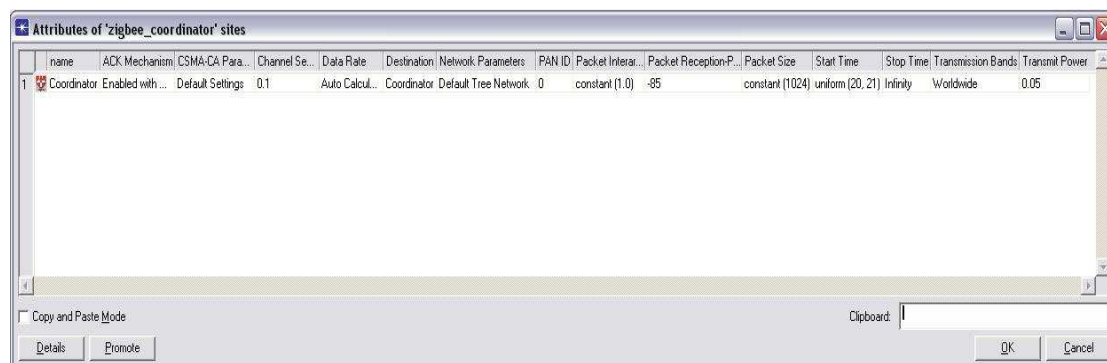 Attributes of 'zigbee_coordinator' sites
name ACK Mechanism CSMA-CA Para... Channel Se... Data Rate Destination Network Parameters PAN ID Packet Interar... Packet Reception-P... Packet Size Start Time Stop Time Transmission Bands Transmit Power
1 Coordinator Enabled with ... Default Settings 0.1 Auto Calcul... Coordinator Default Tree Network 0 constant (1.0) -85 constant (1024) uniform (20, 21) Infinity Worldwide 0.05
Copy and Paste Mode Clipboard:
Details Promote OK Cancel